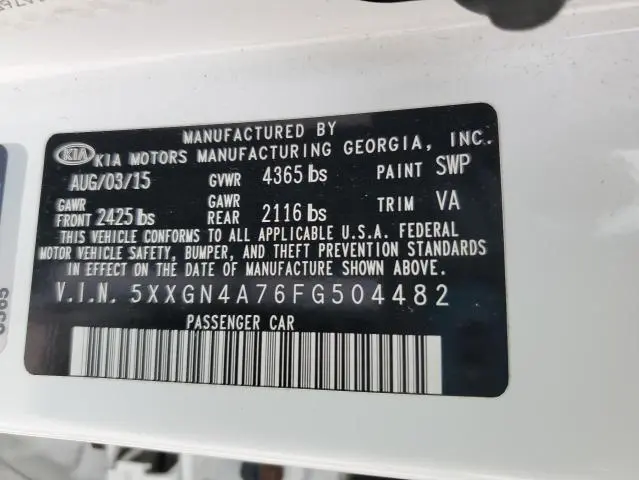 MANUFACTURED BY
KIA KIA MOTORS MANUFACTURING GEORGIA, INC.
AUG/03/15 GVWR 4365 lbs PAINT SWP
GAWR FRONT 2425 lbs GAWR REAR 2116 lbs TRIM VA
THIS VEHICLE CONFORMS TO ALL APPLICABLE U.S.A. FEDERAL
MOTOR VEHICLE SAFETY, BUMPER, AND THEFT PREVENTION STANDARDS
IN EFFECT ON THE DATE OF MANUFACTURE SHOWN ABOVE.
V.I.N. 5XXGN4A76FG504482
PASSENGER CAR